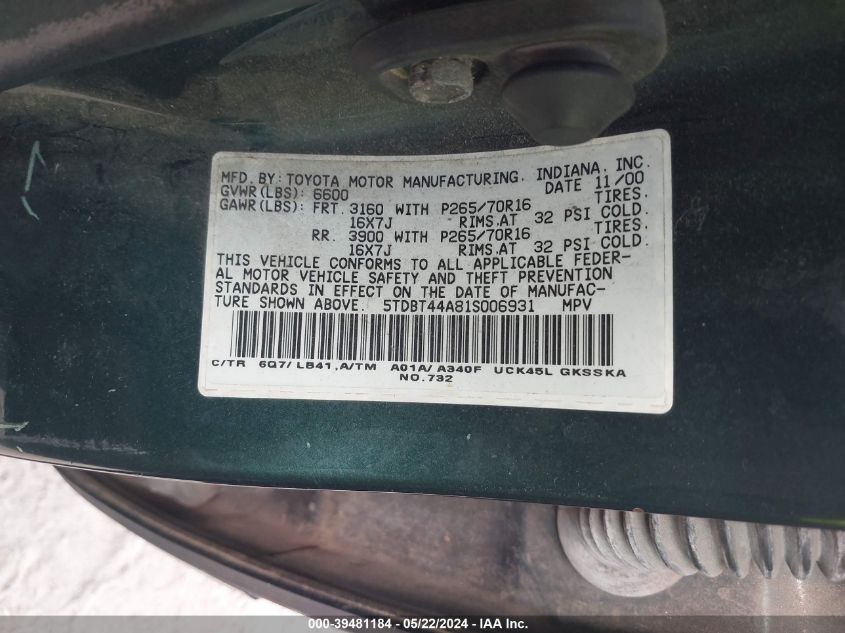 MFD. BY: TOYOTA MOTOR MANUFACTURING, INDIANA, INC.
GVWR(LBS): 6600 DATE 11/00
GAWR(LBS): FRT. 3160 WITH P265/70R16 TIRES.
16X7J RIMS.AT 32 PSI COLD.
RR. 3900 WITH P265/70R16 TIRES.
16X7J RIMS.AT 32 PSI COLD.
THIS VEHICLE CONFORMS TO ALL APPLICABLE FEDER-
AL MOTOR VEHICLE SAFETY AND THEFT PREVENTION
STANDARDS IN EFFECT ON THE DATE OF MANUFAC-
TURE SHOWN ABOVE. 5TDBT44A81S006931 MPV
C/TR 6Q7/ LB41 ,A/TM A01A/ A340F UCK45L GKSSKA
NO.732
000-39481184 - 05/22/2024 - IAA Inc.